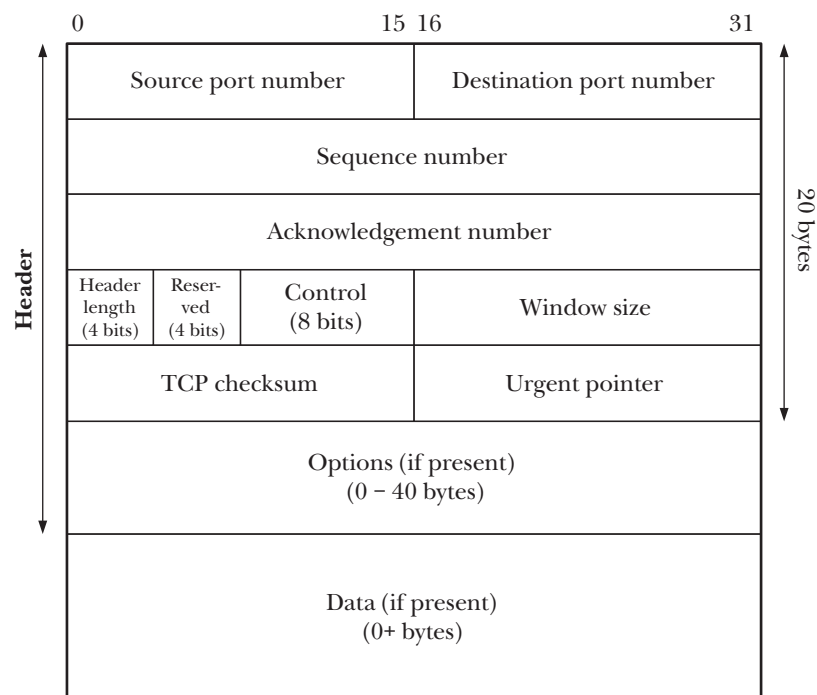 0 15 16 31
Source port number Destination port number
Sequence number
Acknowledgement number
Header
length
(4 bits)
Reser-
ved
(4 bits)
Control
(8 bits)
Window size
TCP checksum Urgent pointer
Options (if present)
(0 – 40 bytes)
Data (if present)
(0+ bytes)
Header
20 bytes